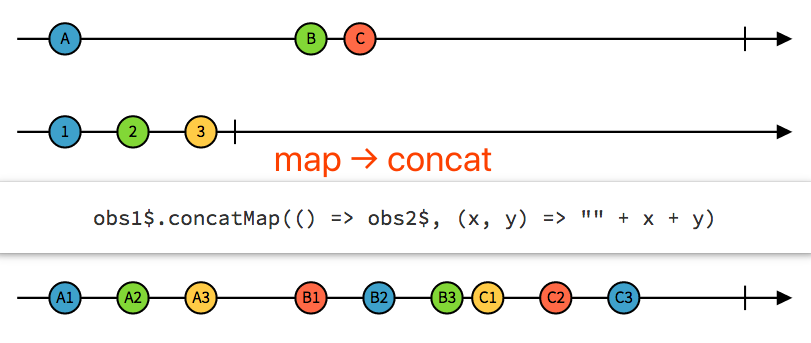 A B C
1 2 3
map → concat
obs1$.concatMap(() => obs2$, (x, y) => "" + x + y)
A1 A2 A3 B1 B2 B3 C1 C2 C3